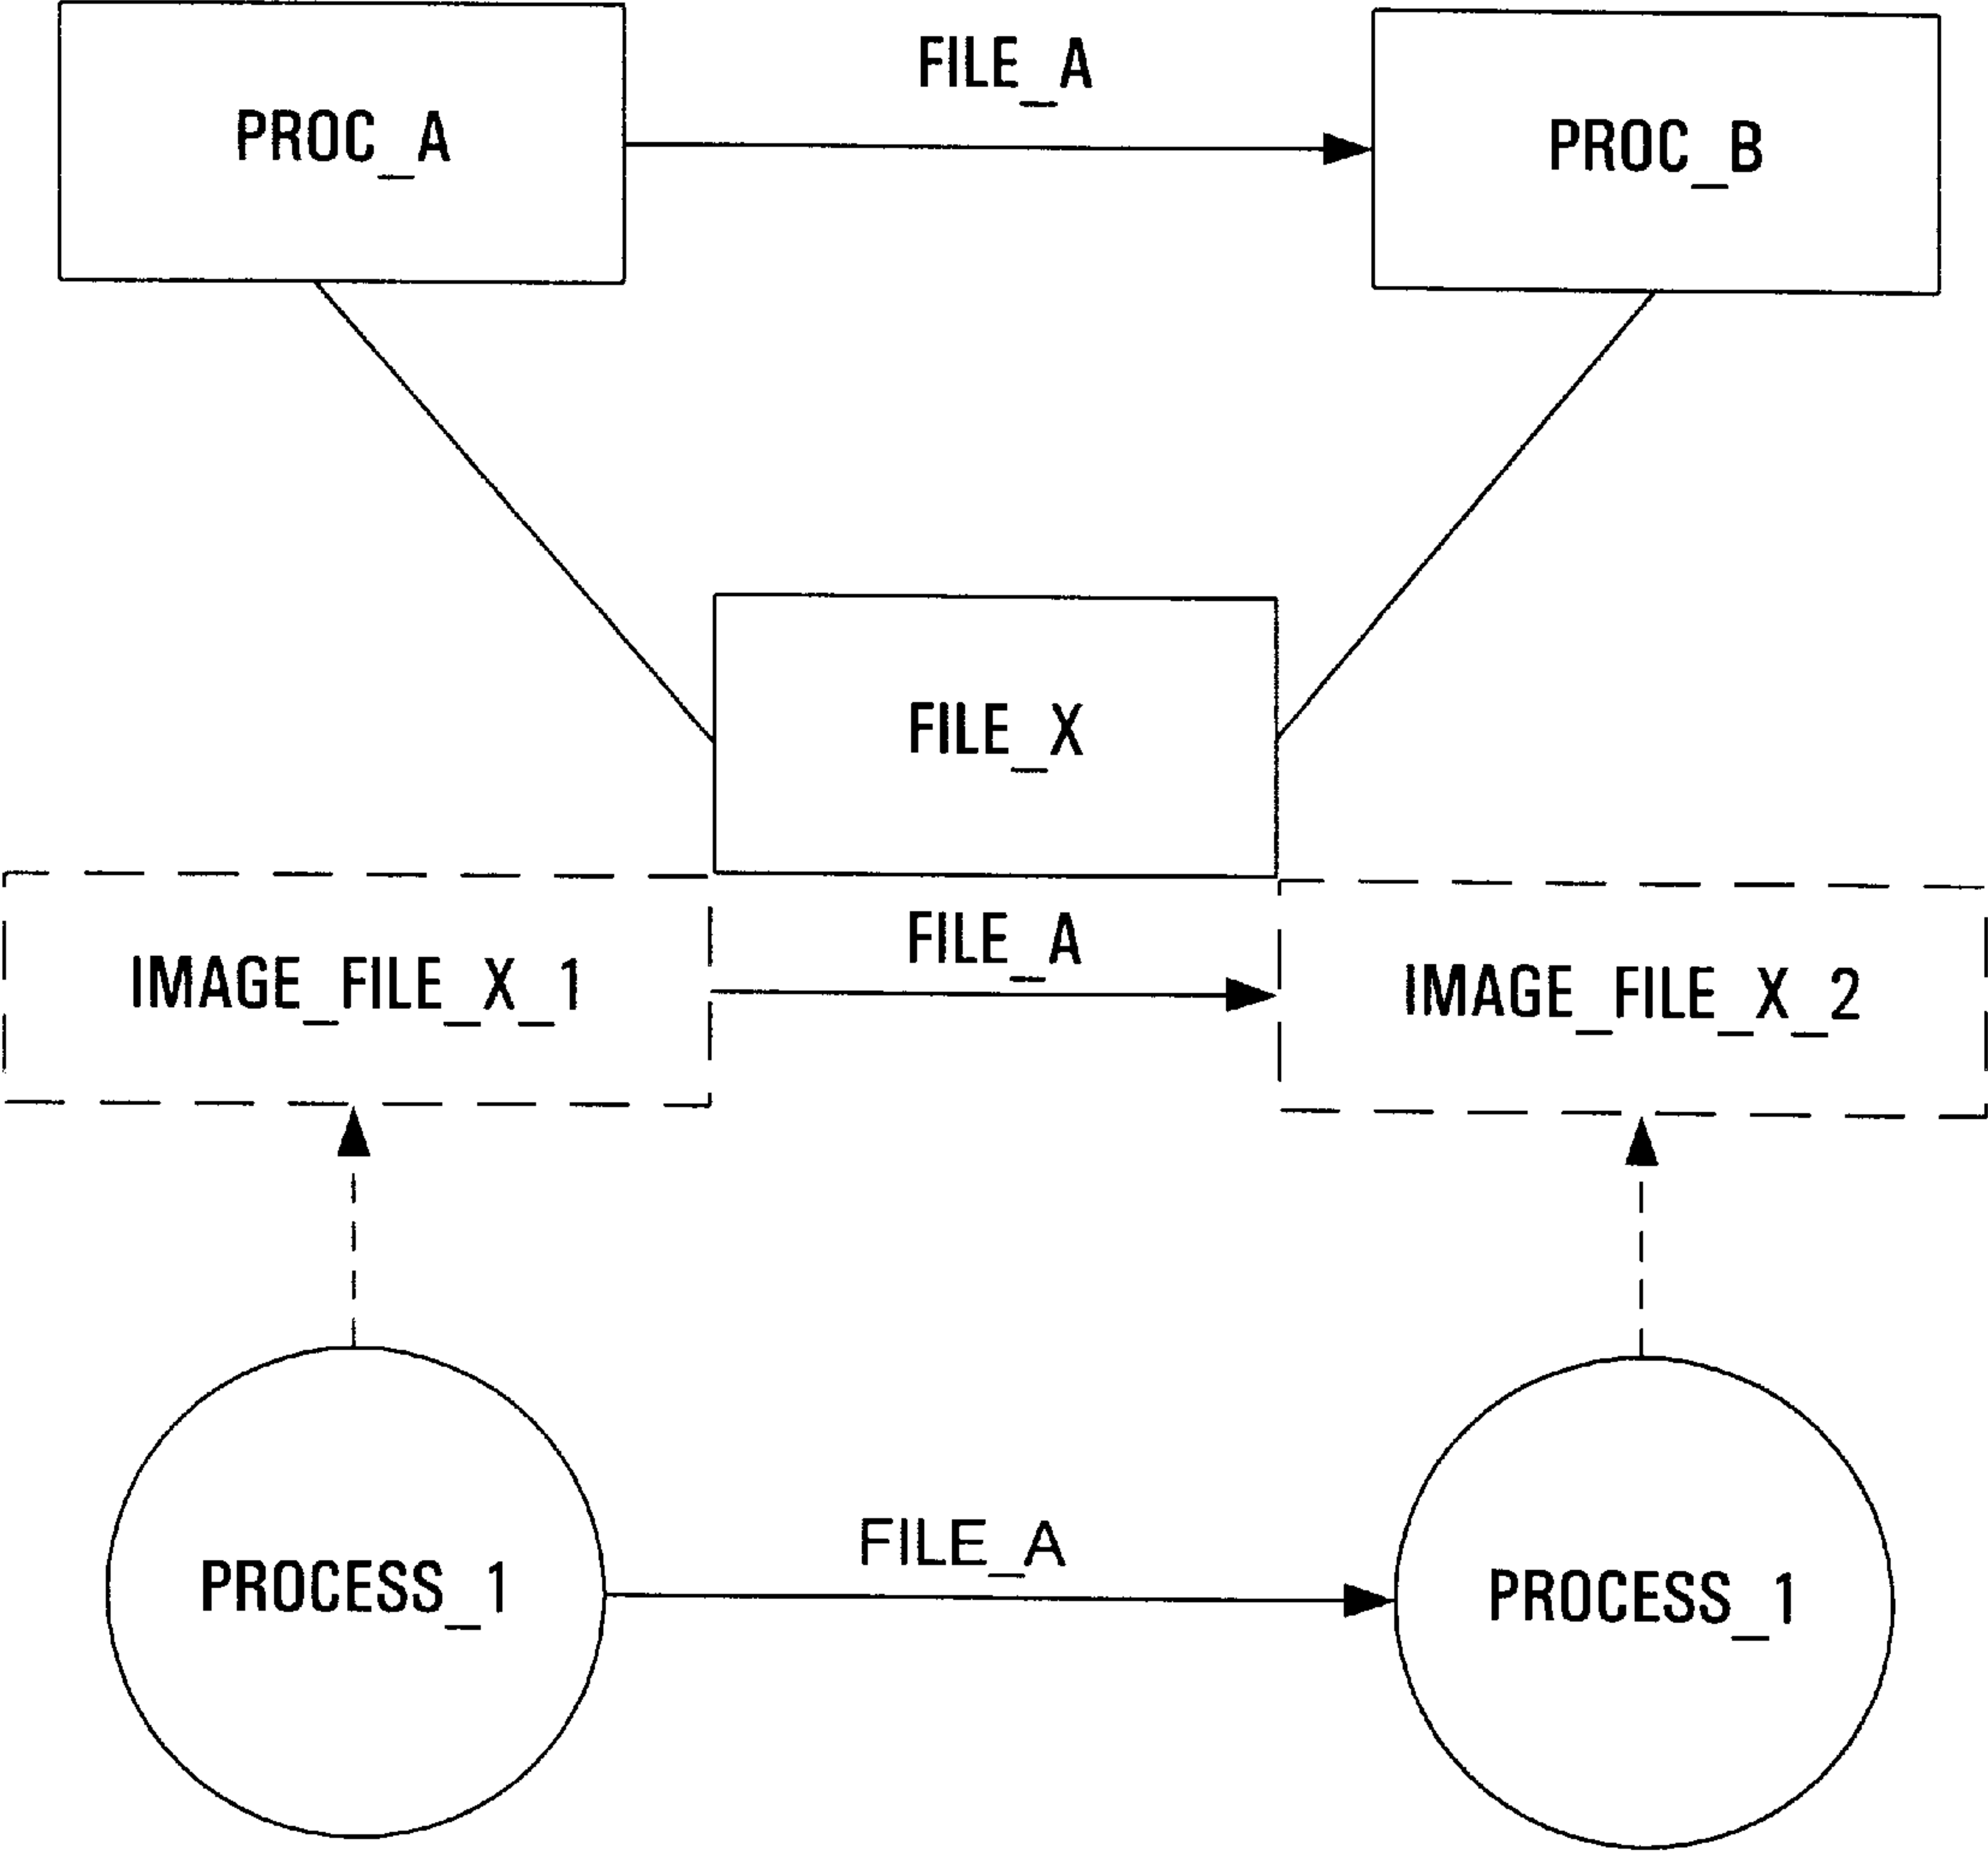 FILE_A
PROC_A
PROC_B
FILE_X
FILE_A
IMAGE_FILE_X_1
IMAGE_FILE_X_2
FILE_A
PROCESS_1
PROCESS_1